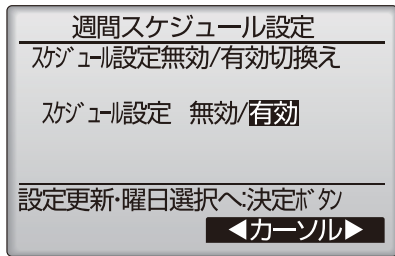 週間スケジュール設定
ｽｹｼﾞｭｰﾙ設定無効/有効切換え
ｽｹｼﾞｭｰﾙ設定 無効/有効
設定更新･曜日選択へ:決定ﾎﾞﾀﾝ
◀カーソル▶